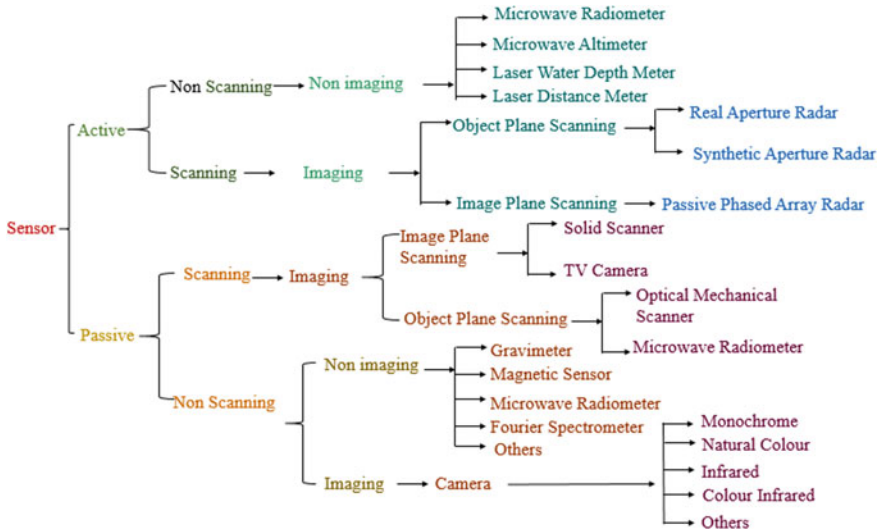 Microwave Radiometer
Microwave Altimeter
Non Scanning
Non imaging
Laser Water Depth Meter
Laser Distance Meter
Real Aperture Radar
Active
Object Plane Scanning
Synthetic Aperture Radar
Scanning
Imaging
Image Plane Scanning
Passive Phased Array Radar
Sensor
Solid Scanner
Image Plane
Scanning
Scanning
Imaging
TV Camera
Optical Mechanical
Scanner
Object Plane Scanning
Passive
Microwave Radiometer
Gravimeter
Non imaging
Magnetic Sensor
Non Scanning
Microwave Radiometer
Fourier Spectrometer
Others
Monochrome
Natural Colour
Imaging
Camera
Infrared
Colour Infrared
Others